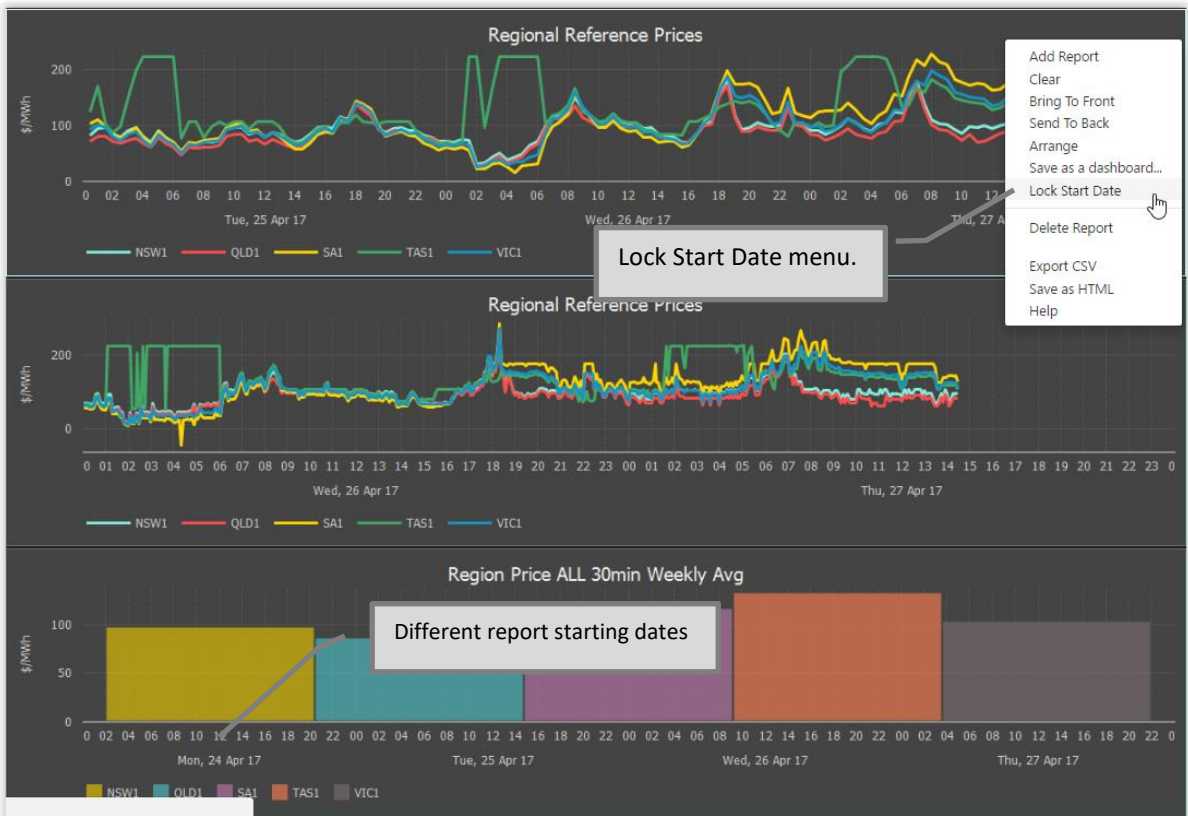 Regional Reference Prices
Add Report
Clear
Bring To Front
Send To Back
Arrange
Save as a dashboard...
Lock Start Date
Delete Report
Export CSV
Save as HTML
Help
200
100
0
$/MWh
0 02 04 06 08 10 12 14 16 18 20 22 00 02 04 06 08 10 12 14 16 18 20 22 00 02 04 06 08 10 12
Tue, 25 Apr 17 Wed, 26 Apr 17 Thu, 27 A
NSW1 QLD1 SA1 TAS1 VIC1
Lock Start Date menu.
Regional Reference Prices
200
0
$/MWh
0 01 02 03 04 05 06 07 08 09 10 11 12 13 14 15 16 17 18 19 20 21 22 23 00 01 02 03 04 05 06 07 08 09 10 11 12 13 14 15 16 17 18 19 20 21 22 23 0
Wed, 26 Apr 17 Thu, 27 Apr 17
NSW1 QLD1 SA1 TAS1 VIC1
Region Price ALL 30min Weekly Avg
100
50
0
$/MWh
Different report starting dates
0 02 04 06 08 10 12 14 16 18 20 22 00 02 04 06 08 10 12 14 16 18 20 22 00 02 04 06 08 10 12 14 16 18 20 22 00 02 04 06 08 10 12 14 16 18 20 22 0
Mon, 24 Apr 17 Tue, 25 Apr 17 Wed, 26 Apr 17 Thu, 27 Apr 17
NSW1 QLD1 SA1 TAS1 VIC1